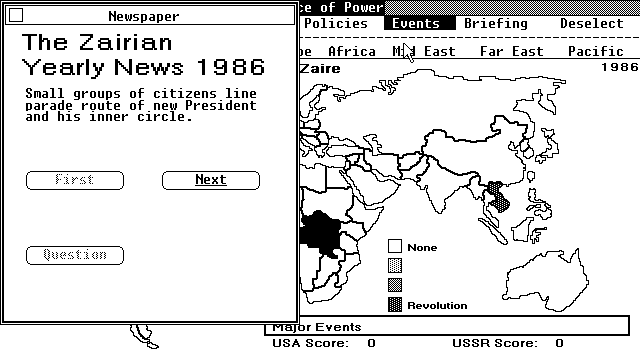 Newspaper
ce of Power
Policies Events Briefing Deselect
pe Africa Mid East Far East Pacific
The Zairian
Yearly News 1986
Zaire 1986
Small groups of citizens line
parade route of new President
and his inner circle.
First Next
Question
None
Revolution
Major Events
USA Score: 0 USSR Score: 0